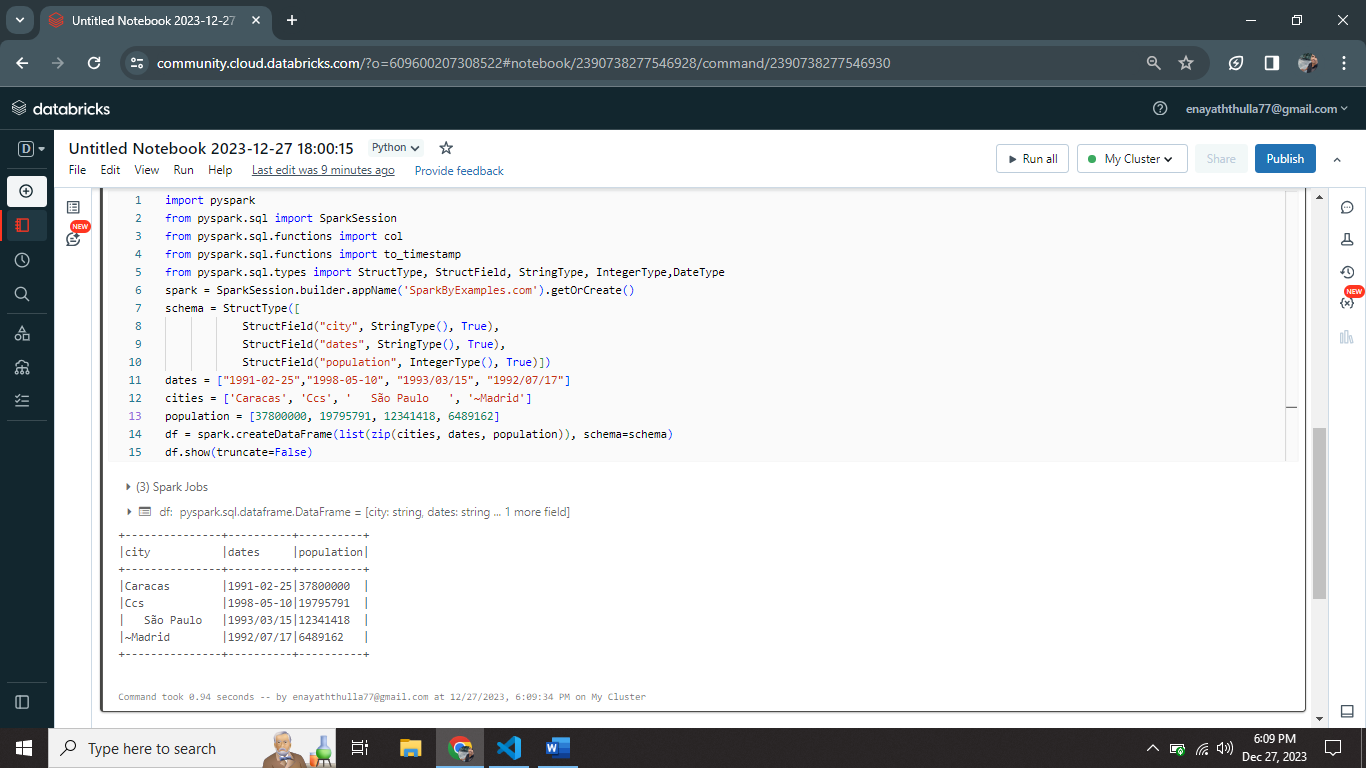 Untitled Notebook 2023-12-27
community.cloud.databricks.com/?o=609600207308522#notebook/2390738277546928/command/2390738277546930
databricks
enayaththulla77@gmail.com
D
Untitled Notebook 2023-12-27 18:00:15 Python
File Edit View Run Help Last edit was 9 minutes ago Provide feedback
Run all My Cluster Share Publish
NEW
NEW
1 import pyspark
2 from pyspark.sql import SparkSession
3 from pyspark.sql.functions import col
4 from pyspark.sql.functions import to_timestamp
5 from pyspark.sql.types import StructType, StructField, StringType, IntegerType,DateType
6 spark = SparkSession.builder.appName('SparkByExamples.com').getOrCreate()
7 schema = StructType([
8 StructField("city", StringType(), True),
9 StructField("dates", StringType(), True),
10 StructField("population", IntegerType(), True)])
11 dates = ["1991-02-25","1998-05-10", "1993/03/15", "1992/07/17"]
12 cities = ['Caracas', 'Ccs', '   São Paulo   ', '~Madrid']
13 population = [37800000, 19795791, 12341418, 6489162]
14 df = spark.createDataFrame(list(zip(cities, dates, population)), schema=schema)
15 df.show(truncate=False)
(3) Spark Jobs
df: pyspark.sql.dataframe.DataFrame = [city: string, dates: string ... 1 more field]
+---------------+----------+----------+
|city           |dates     |population|
+---------------+----------+----------+
|Caracas        |1991-02-25|37800000  |
|Ccs            |1998-05-10|19795791  |
|   São Paulo   |1993/03/15|12341418  |
|~Madrid        |1992/07/17|6489162   |
+---------------+----------+----------+
Command took 0.94 seconds -- by enayaththulla77@gmail.com at 12/27/2023, 6:09:34 PM on My Cluster
Type here to search
6:09 PM
Dec 27, 2023